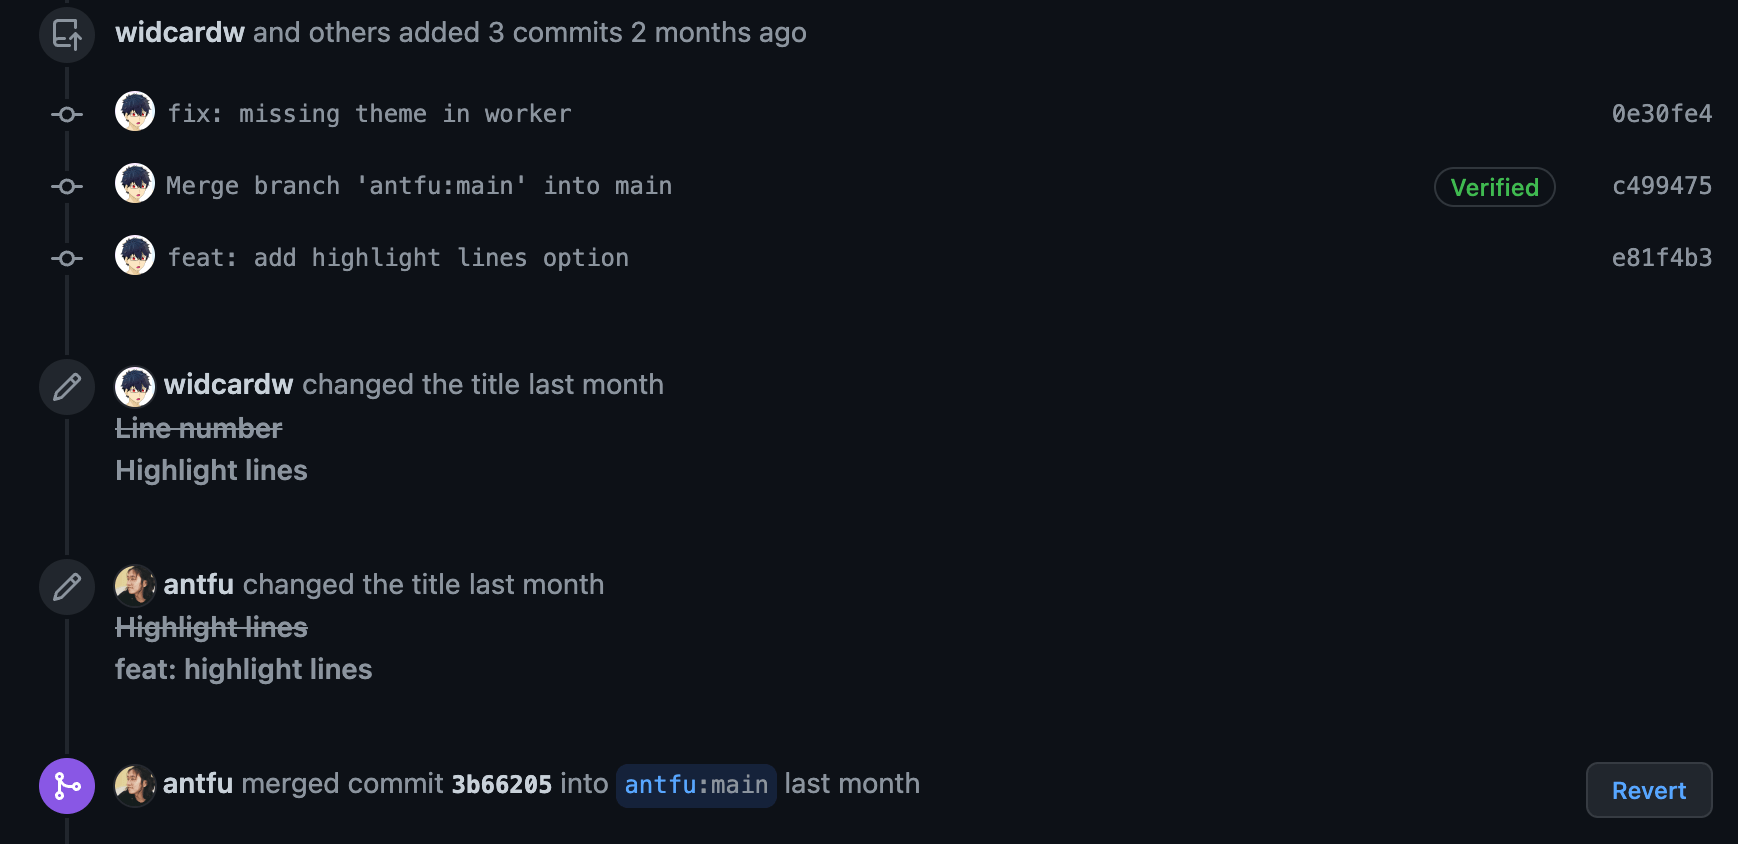 widcardw and others added 3 commits 2 months ago
fix: missing theme in worker 0e30fe4
Merge branch 'antfu:main' into main Verified c499475
feat: add highlight lines option e81f4b3
widcardw changed the title last month
Line number
Highlight lines
antfu changed the title last month
Highlight lines
feat: highlight lines
antfu merged commit 3b66205 into antfu:main last month Revert